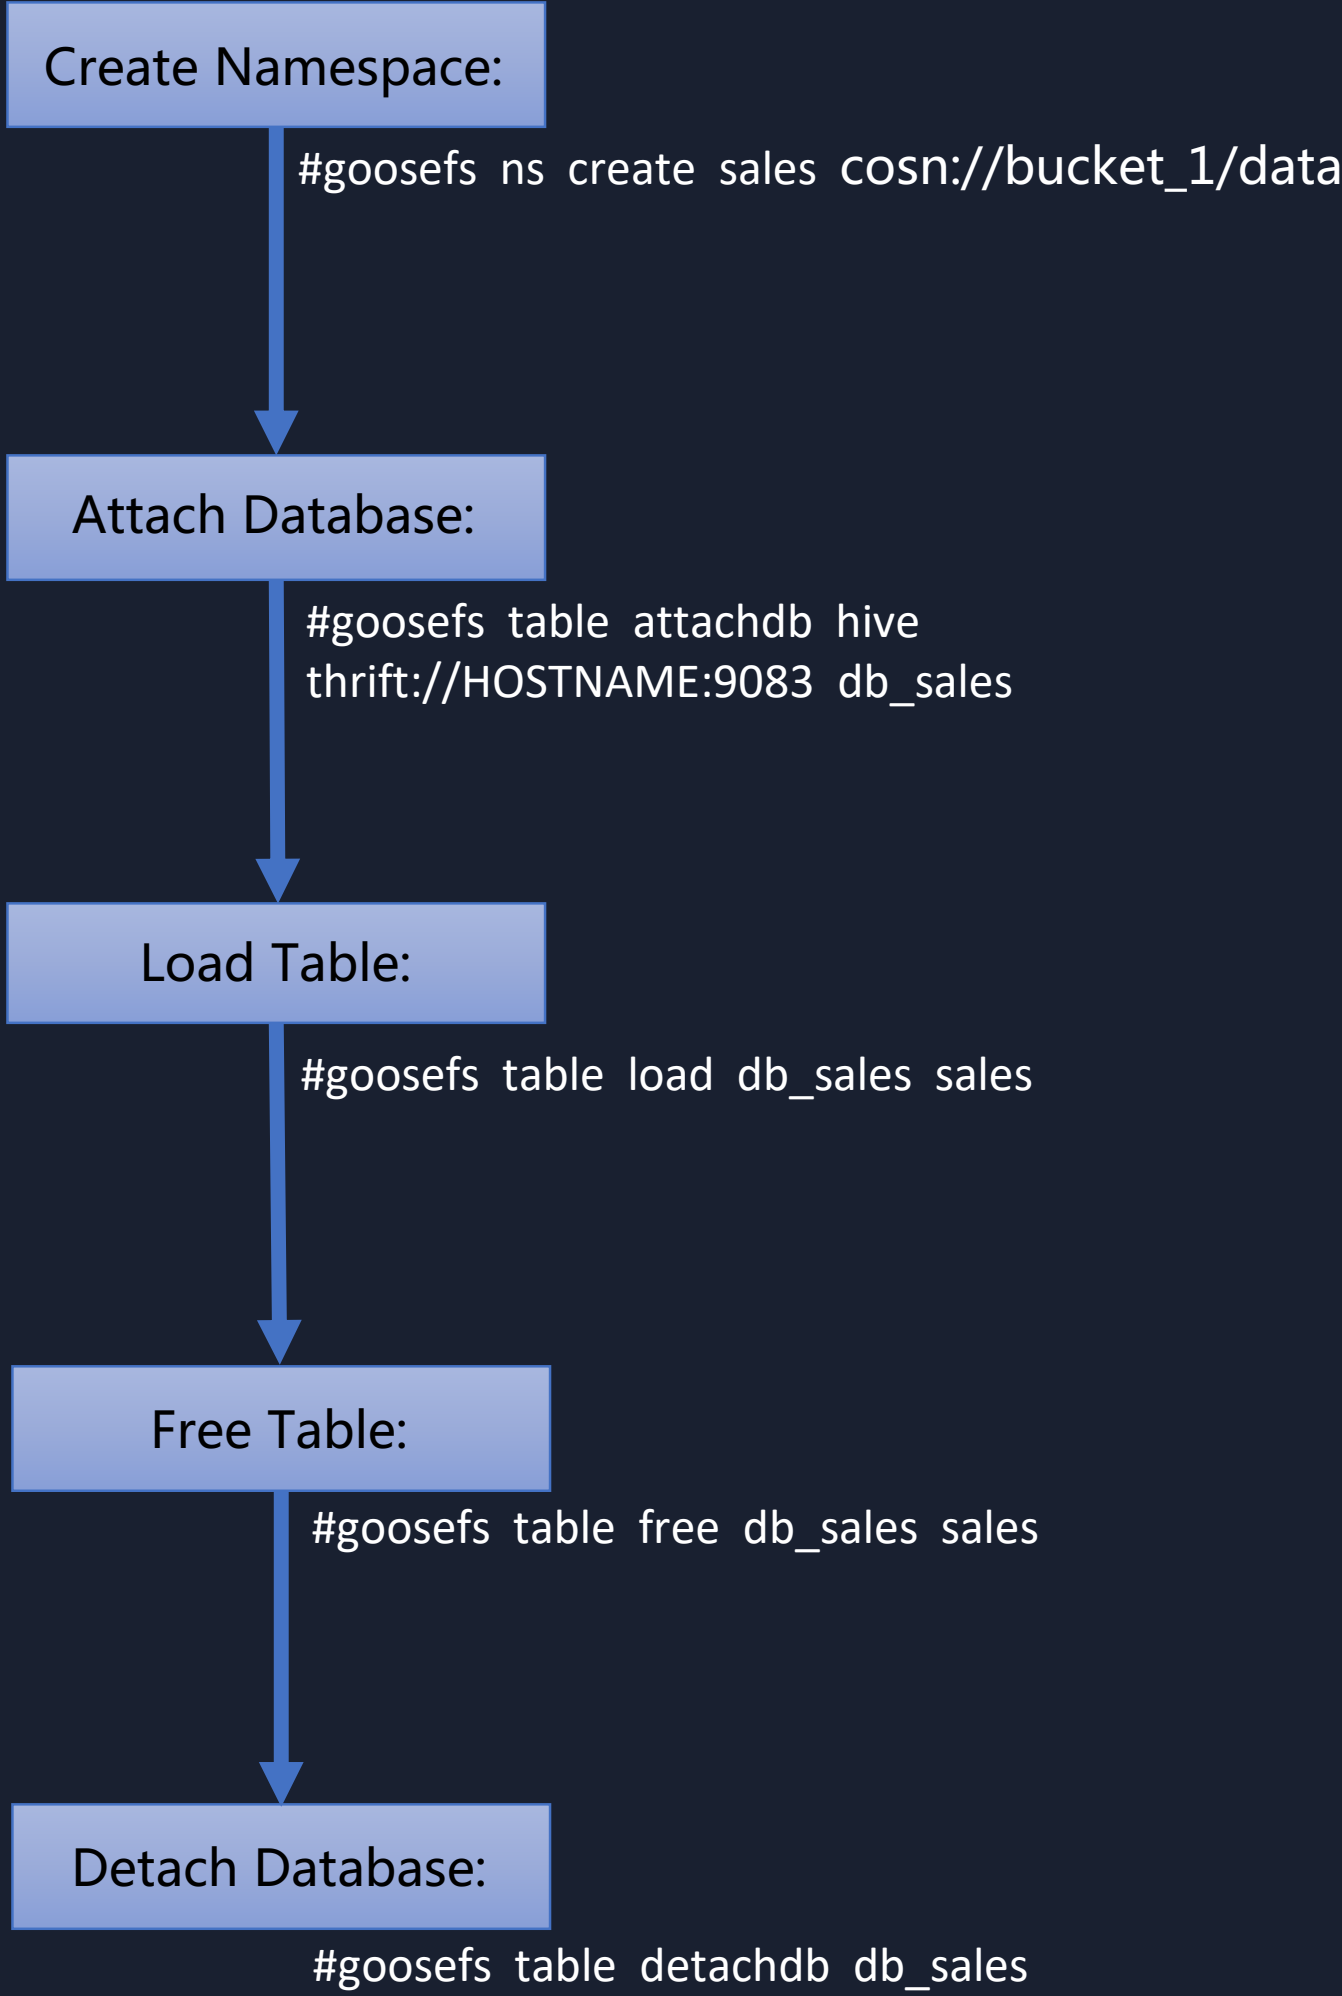 Create Namespace:
#goosefs ns create sales cosn://bucket_1/data
Attach Database:
#goosefs table attachdb hive
thrift://HOSTNAME:9083 db_sales
Load Table:
#goosefs table load db_sales sales
Free Table:
#goosefs table free db_sales sales
Detach Database:
#goosefs table detachdb db_sales